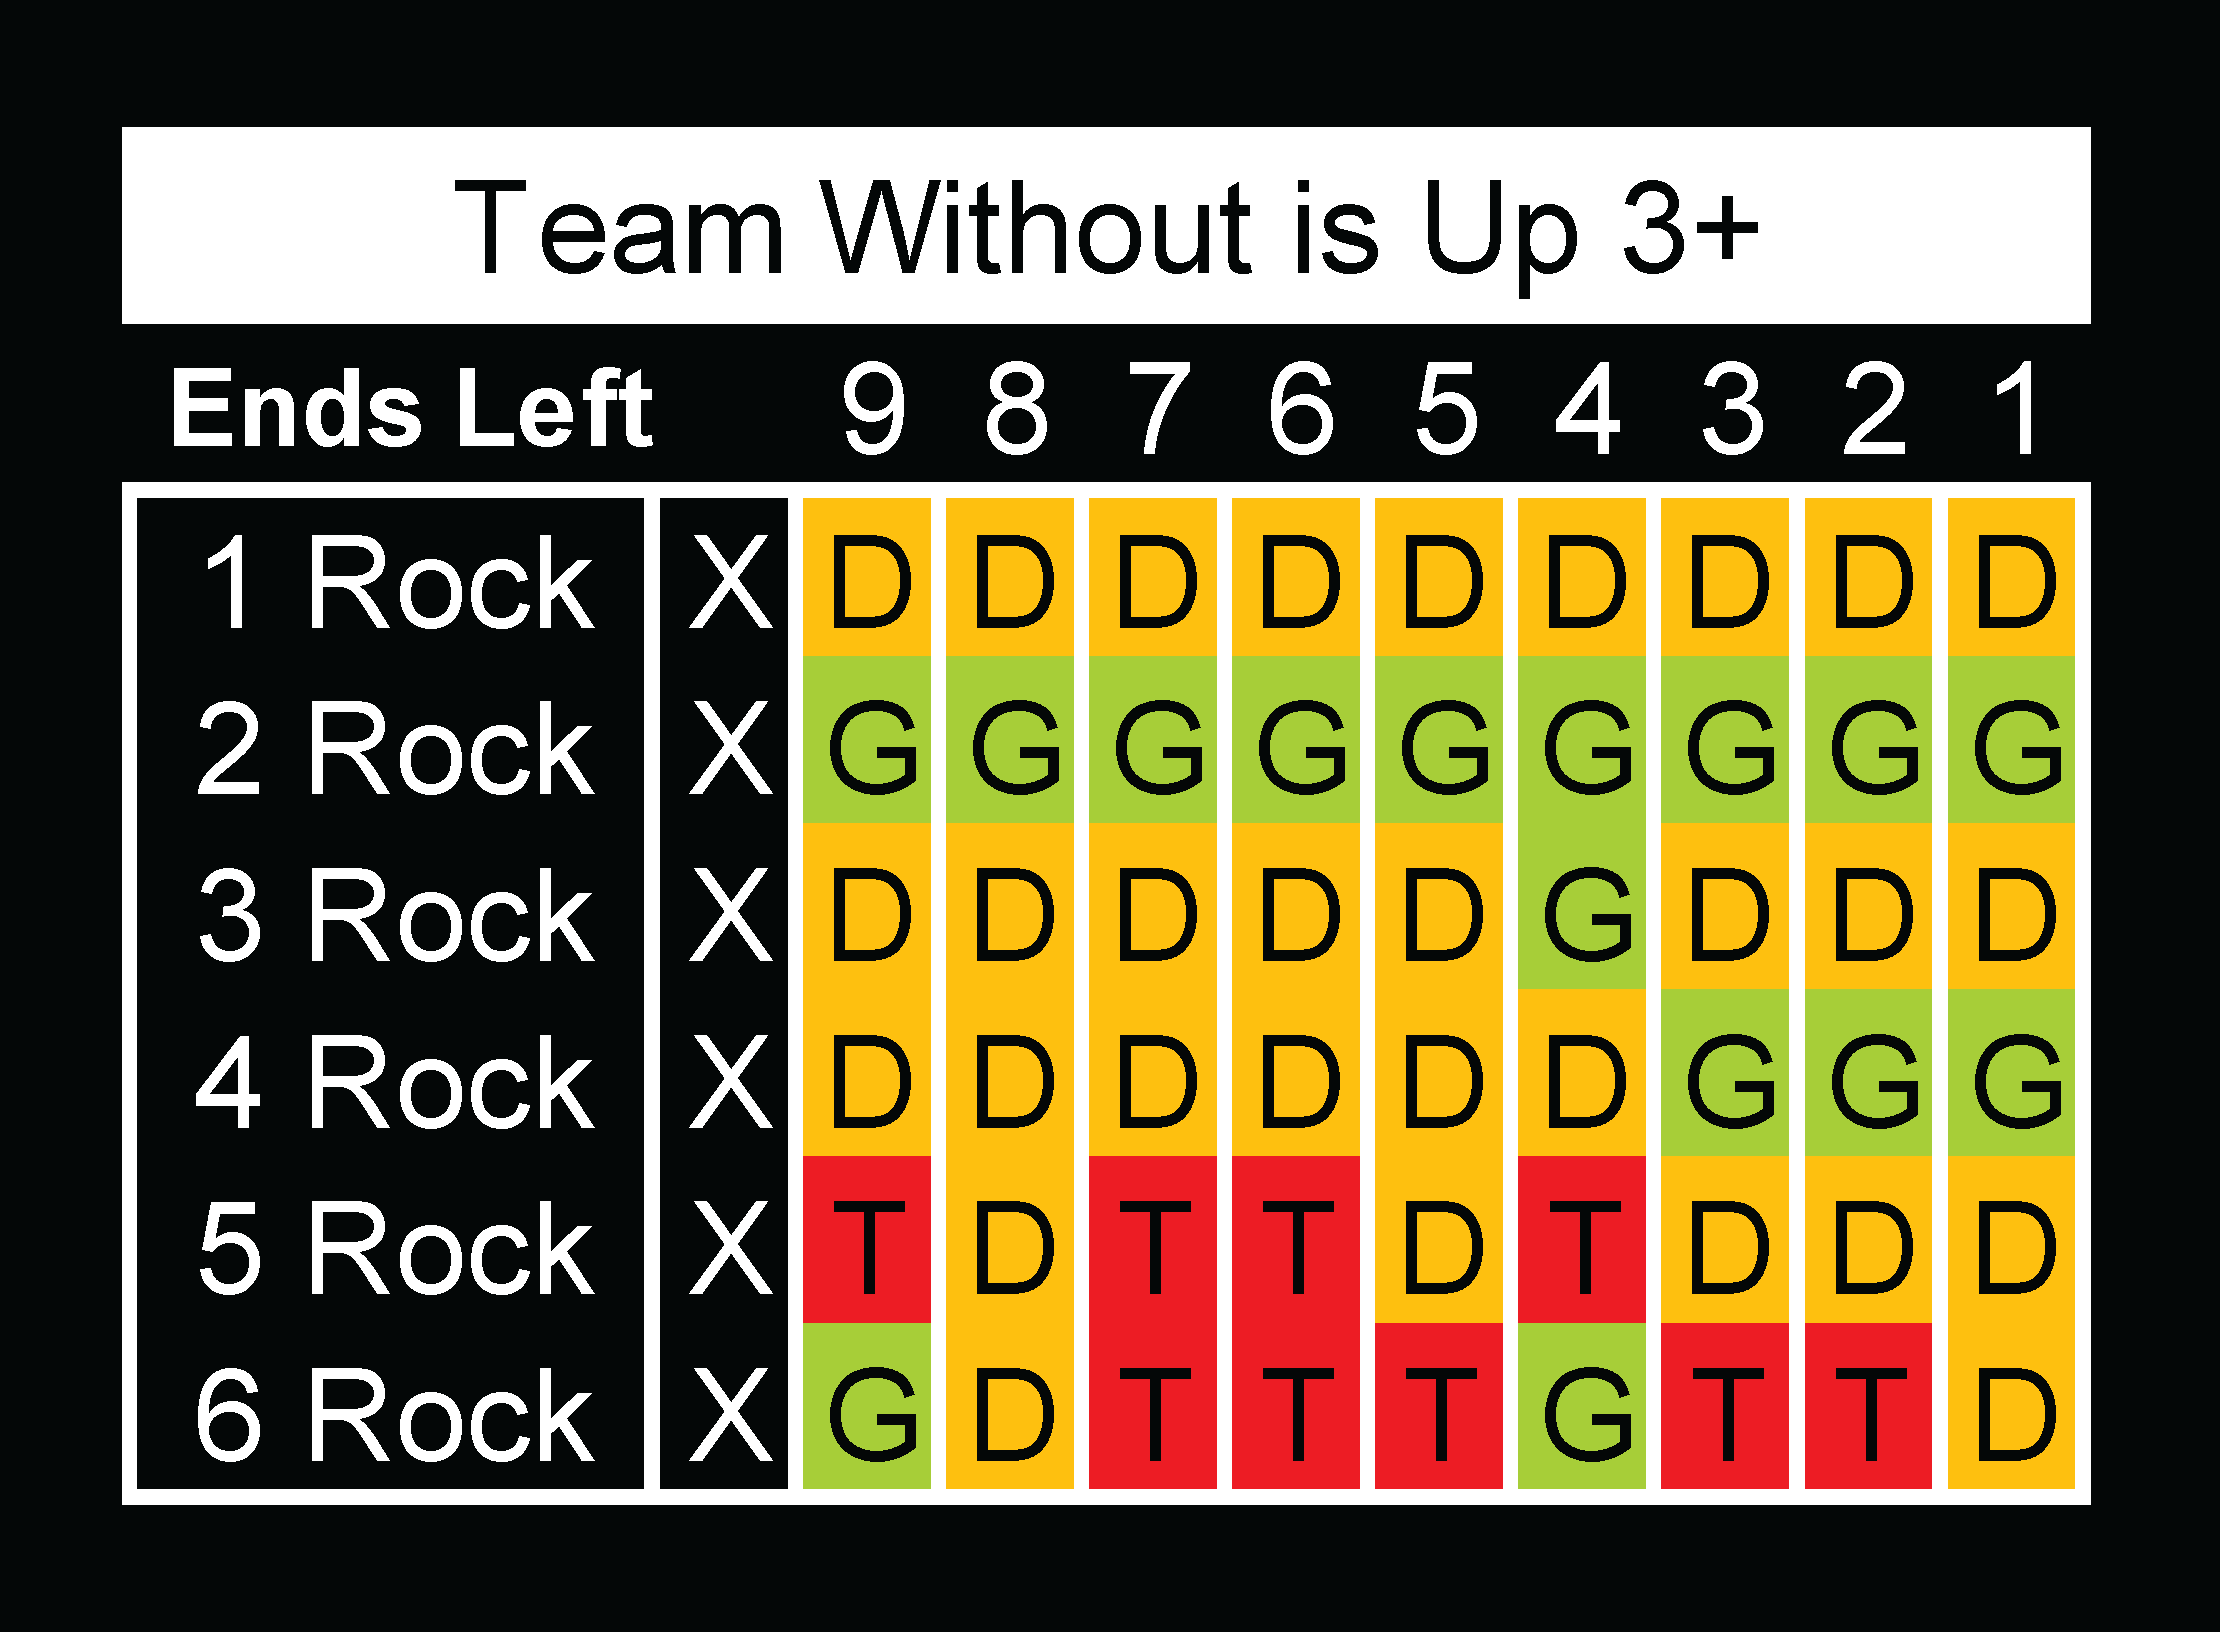 Team Without is Up 3+
Ends Left 9 8 7 6 5 4 3 2 1
1 Rock X D D D D D D D D D
2 Rock X G G G G G G G G G
3 Rock X D D D D D G D D D
4 Rock X D D D D D D G G G
5 Rock X T D T T D T D D D
6 Rock X G D T T T G T T D